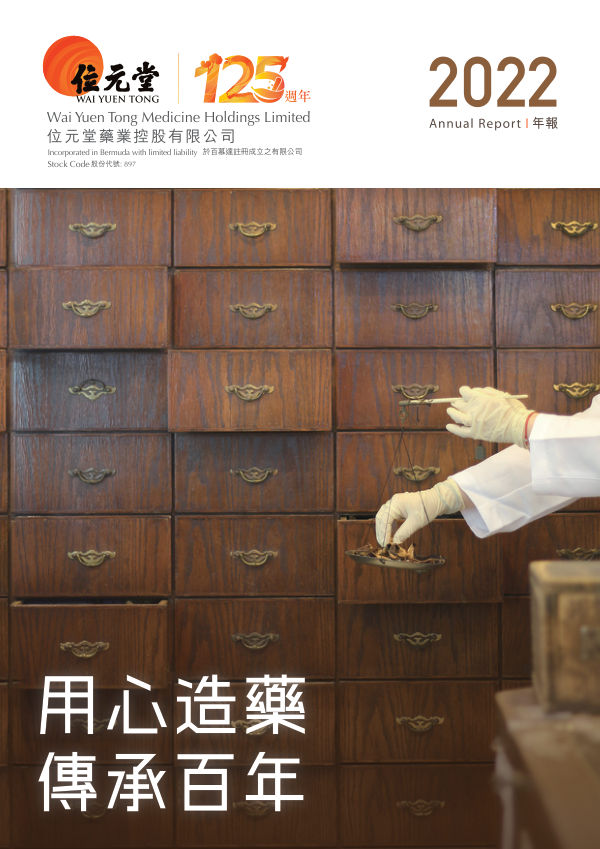 位元堂
WAI YUEN TONG
125週年
Wai Yuen Tong Medicine Holdings Limited
位元堂藥業控股有限公司
Incorporated in Bermuda with limited liability 於百慕達註冊成立之有限公司
Stock Code 股份代號: 897
2022
Annual Report | 年報
用心造藥
傳承百年